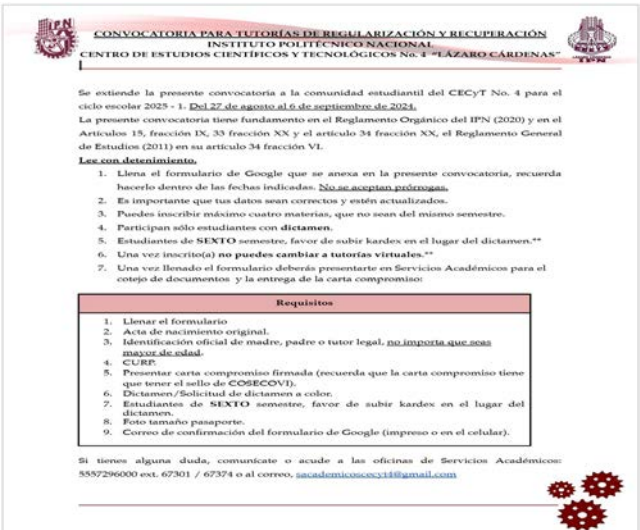 IPN
CONVOCATORIA PARA TUTORÍAS DE REGULARIZACIÓN Y RECUPERACIÓN
INSTITUTO POLITÉCNICO NACIONAL
CENTRO DE ESTUDIOS CIENTÍFICOS Y TECNOLÓGICOS No. 4 "LÁZARO CÁRDENAS"
IPN
Se extiende la presente convocatoria a la comunidad estudiantil del CECyT No. 4 para el
ciclo escolar 2025 - 1. Del 27 de agosto al 6 de septiembre de 2024.
La presente convocatoria tiene fundamento en el Reglamento Orgánico del IPN (2020) y en el
Artículos 15, fracción IX, 33 fracción XX y el artículo 34 fracción XX, el Reglamento General
de Estudios (2011) en su artículo 34 fracción VI.
Lee con detenimiento.
1. Llena el formulario de Google que se anexa en la presente convocatoria, recuerda
hacerlo dentro de las fechas indicadas. No se aceptan prórrogas.
2. Es importante que tus datos sean correctos y estén actualizados.
3. Puedes inscribir máximo cuatro materias, que no sean del mismo semestre.
4. Participan sólo estudiantes con dictamen.
5. Estudiantes de SEXTO semestre, favor de subir kardex en el lugar del dictamen.**
6. Una vez inscrito(a) no puedes cambiar a tutorías virtuales.**
7. Una vez llenado el formulario deberás presentarte en Servicios Académicos para el
cotejo de documentos y la entrega de la carta compromiso:
Requisitos
1. Llenar el formulario
2. Acta de nacimiento original.
3. Identificación oficial de madre, padre o tutor legal, no importa que seas
mayor de edad.
4. CURP.
5. Presentar carta compromiso firmada (recuerda que la carta compromiso tiene
que tener el sello de COSECOVI).
6. Dictamen/Solicitud de dictamen a color.
7. Estudiantes de SEXTO semestre, favor de subir kardex en el lugar del
dictamen.
8. Foto tamaño pasaporte.
9. Correo de confirmación del formulario de Google (impreso o en el celular).
Si tienes alguna duda, comunícate o acude a las oficinas de Servicios Académicos:
5557296000 ext. 67301 / 67374 o al correo, sacademicoscecyt4@gmail.com